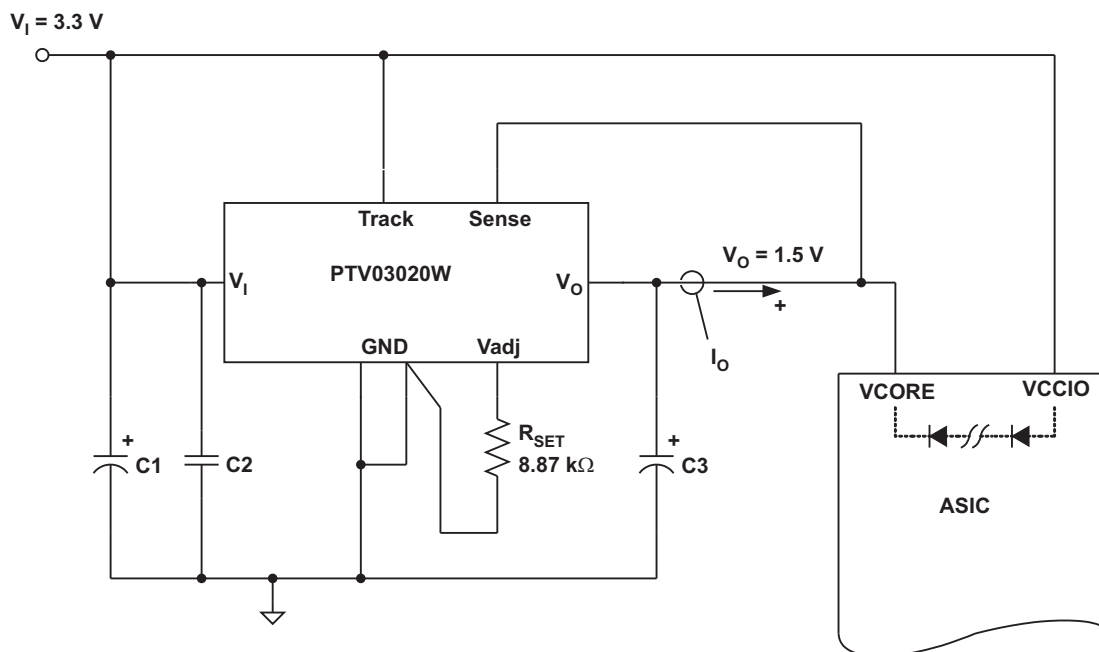 V_I = 3.3 V
Track
Sense
PTV03020W
V_I
V_O
V_O = 1.5 V
+
I_O
GND
Vadj
VCORE
VCCIO
R_SET
8.87 kΩ
+
C1
C2
+
C3
ASIC